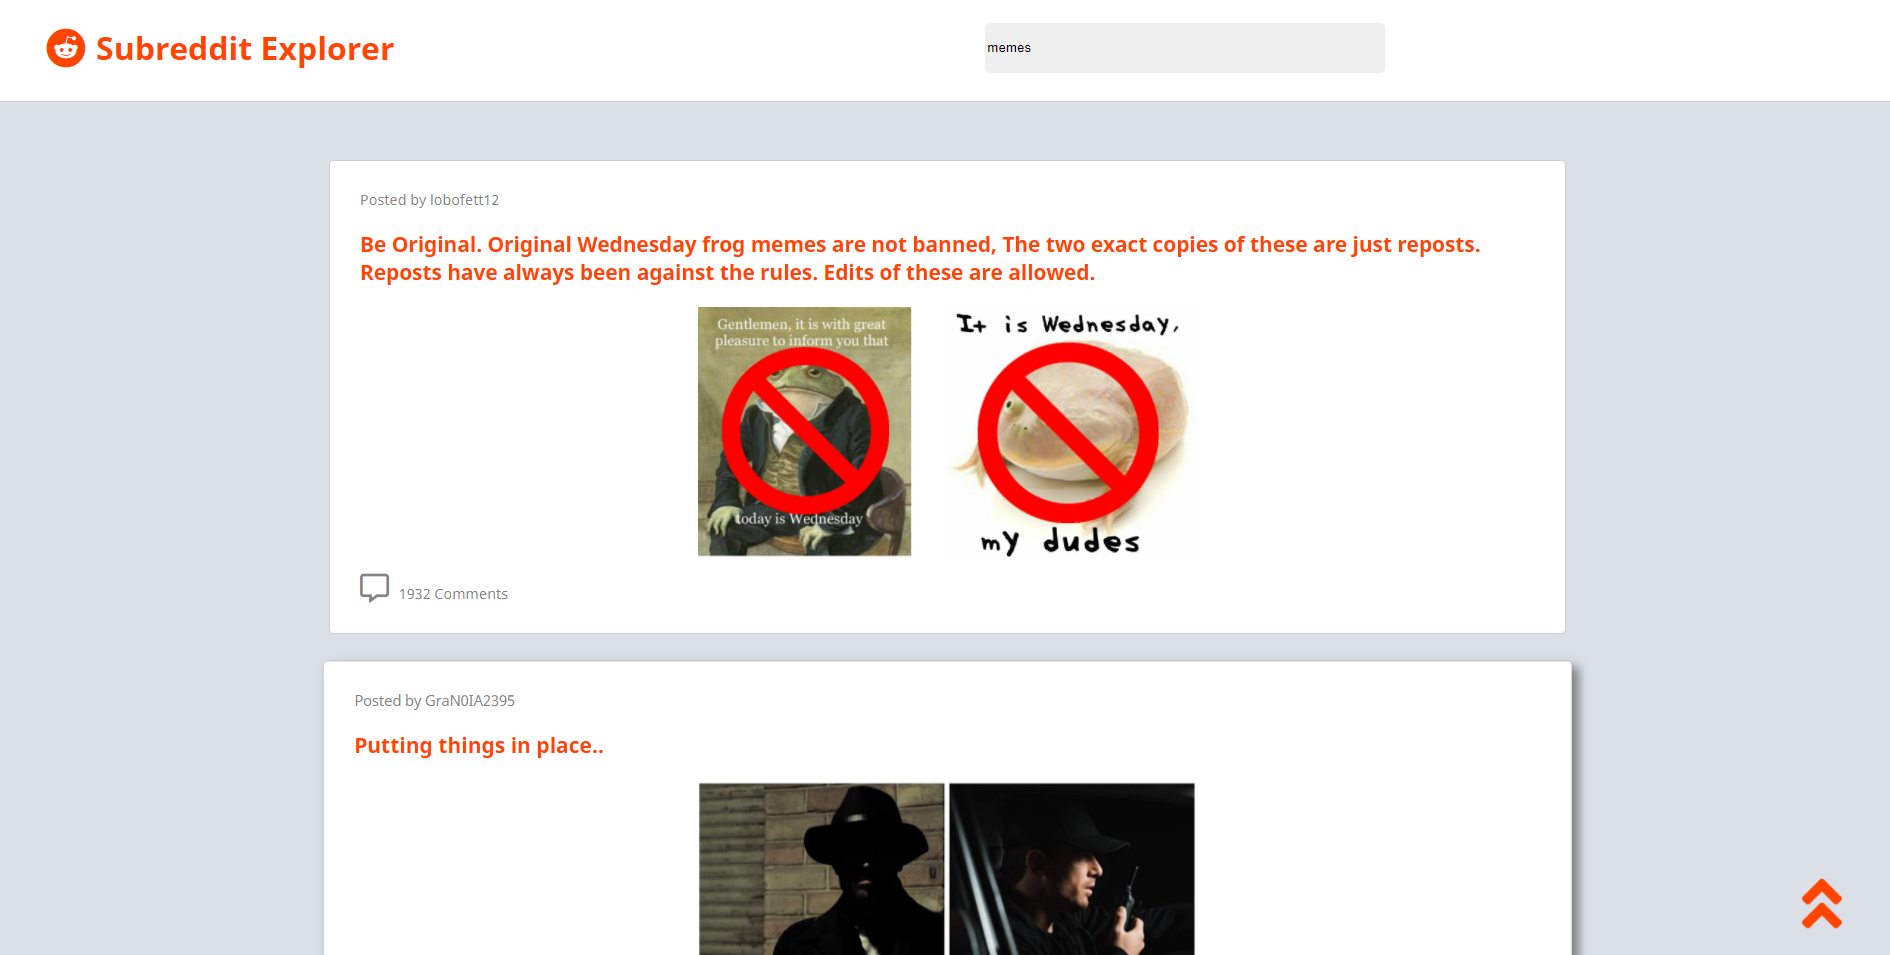 Subreddit Explorer
memes
Posted by lobofett12
Be Original. Original Wednesday frog memes are not banned, The two exact copies of these are just reposts.
Reposts have always been against the rules. Edits of these are allowed.
Gentlemen, it is with great
pleasure to inform you that
today is Wednesday
It is Wednesday,
my dudes
1932 Comments
Posted by GraN0IA2395
Putting things in place..